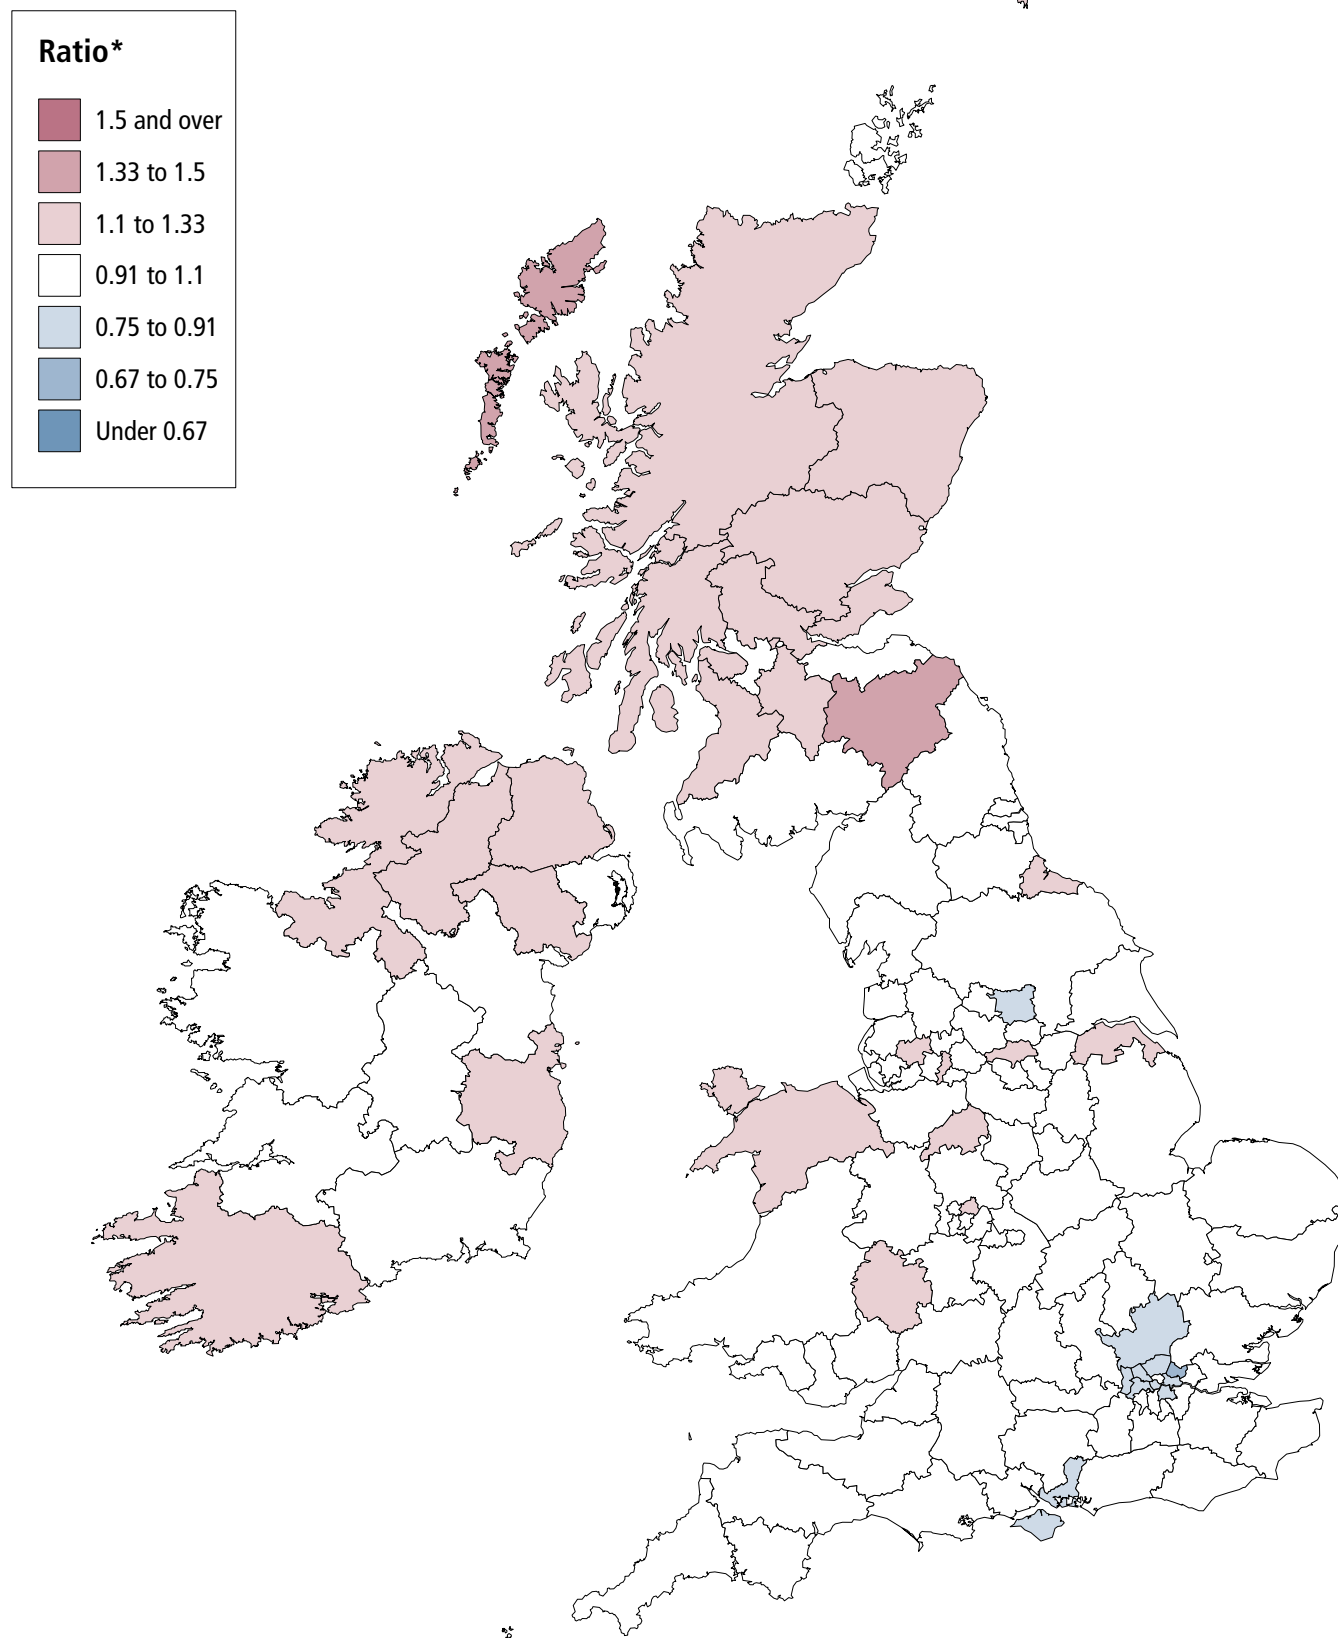 Ratio*
1.5 and over
1.33 to 1.5
1.1 to 1.33
0.91 to 1.1
0.75 to 0.91
0.67 to 0.75
Under 0.67